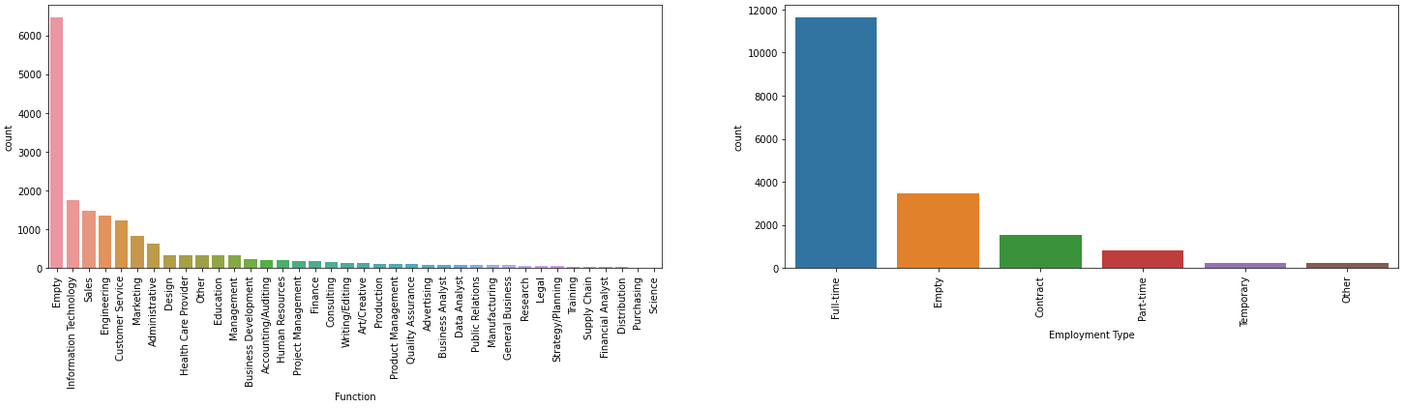 6000
5000
4000
3000
2000
1000
0
count
Empty
Information Technology
Sales
Engineering
Customer Service
Marketing
Administrative
Design
Health Care Provider
Other
Education
Management
Business Development
Accounting/Auditing
Human Resources
Project Management
Finance
Consulting
Writing/Editing
Art/Creative
Production
Product Management
Quality Assurance
Advertising
Business Analyst
Data Analyst
Public Relations
Manufacturing
General Business
Research
Legal
Strategy/Planning
Training
Supply Chain
Financial Analyst
Distribution
Purchasing
Science
Function
12000
10000
8000
6000
4000
2000
0
count
Full-time
Empty
Contract
Part-time
Temporary
Other
Employment Type